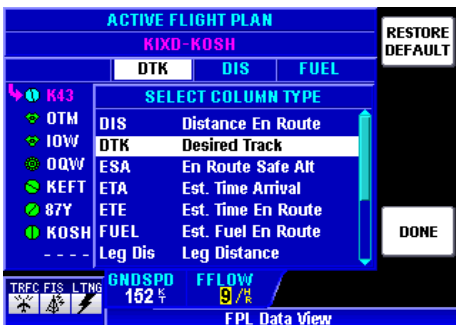 ACTIVE FLIGHT PLAN
KIXD-KOSH
RESTORE
DEFAULT
DTK DIS FUEL
K43
OTM
IOW
OQW
KEFT
87Y
KOSH
----
SELECT COLUMN TYPE
DIS Distance En Route
DTK Desired Track
ESA En Route Safe Alt
ETA Est. Time Arrival
ETE Est. Time En Route
FUEL Est. Fuel En Route
Leg Dis Leg Distance
DONE
TRFC FIS LTNG
GNDSPD
152 KT
FFLOW
9/HR
FPL Data View